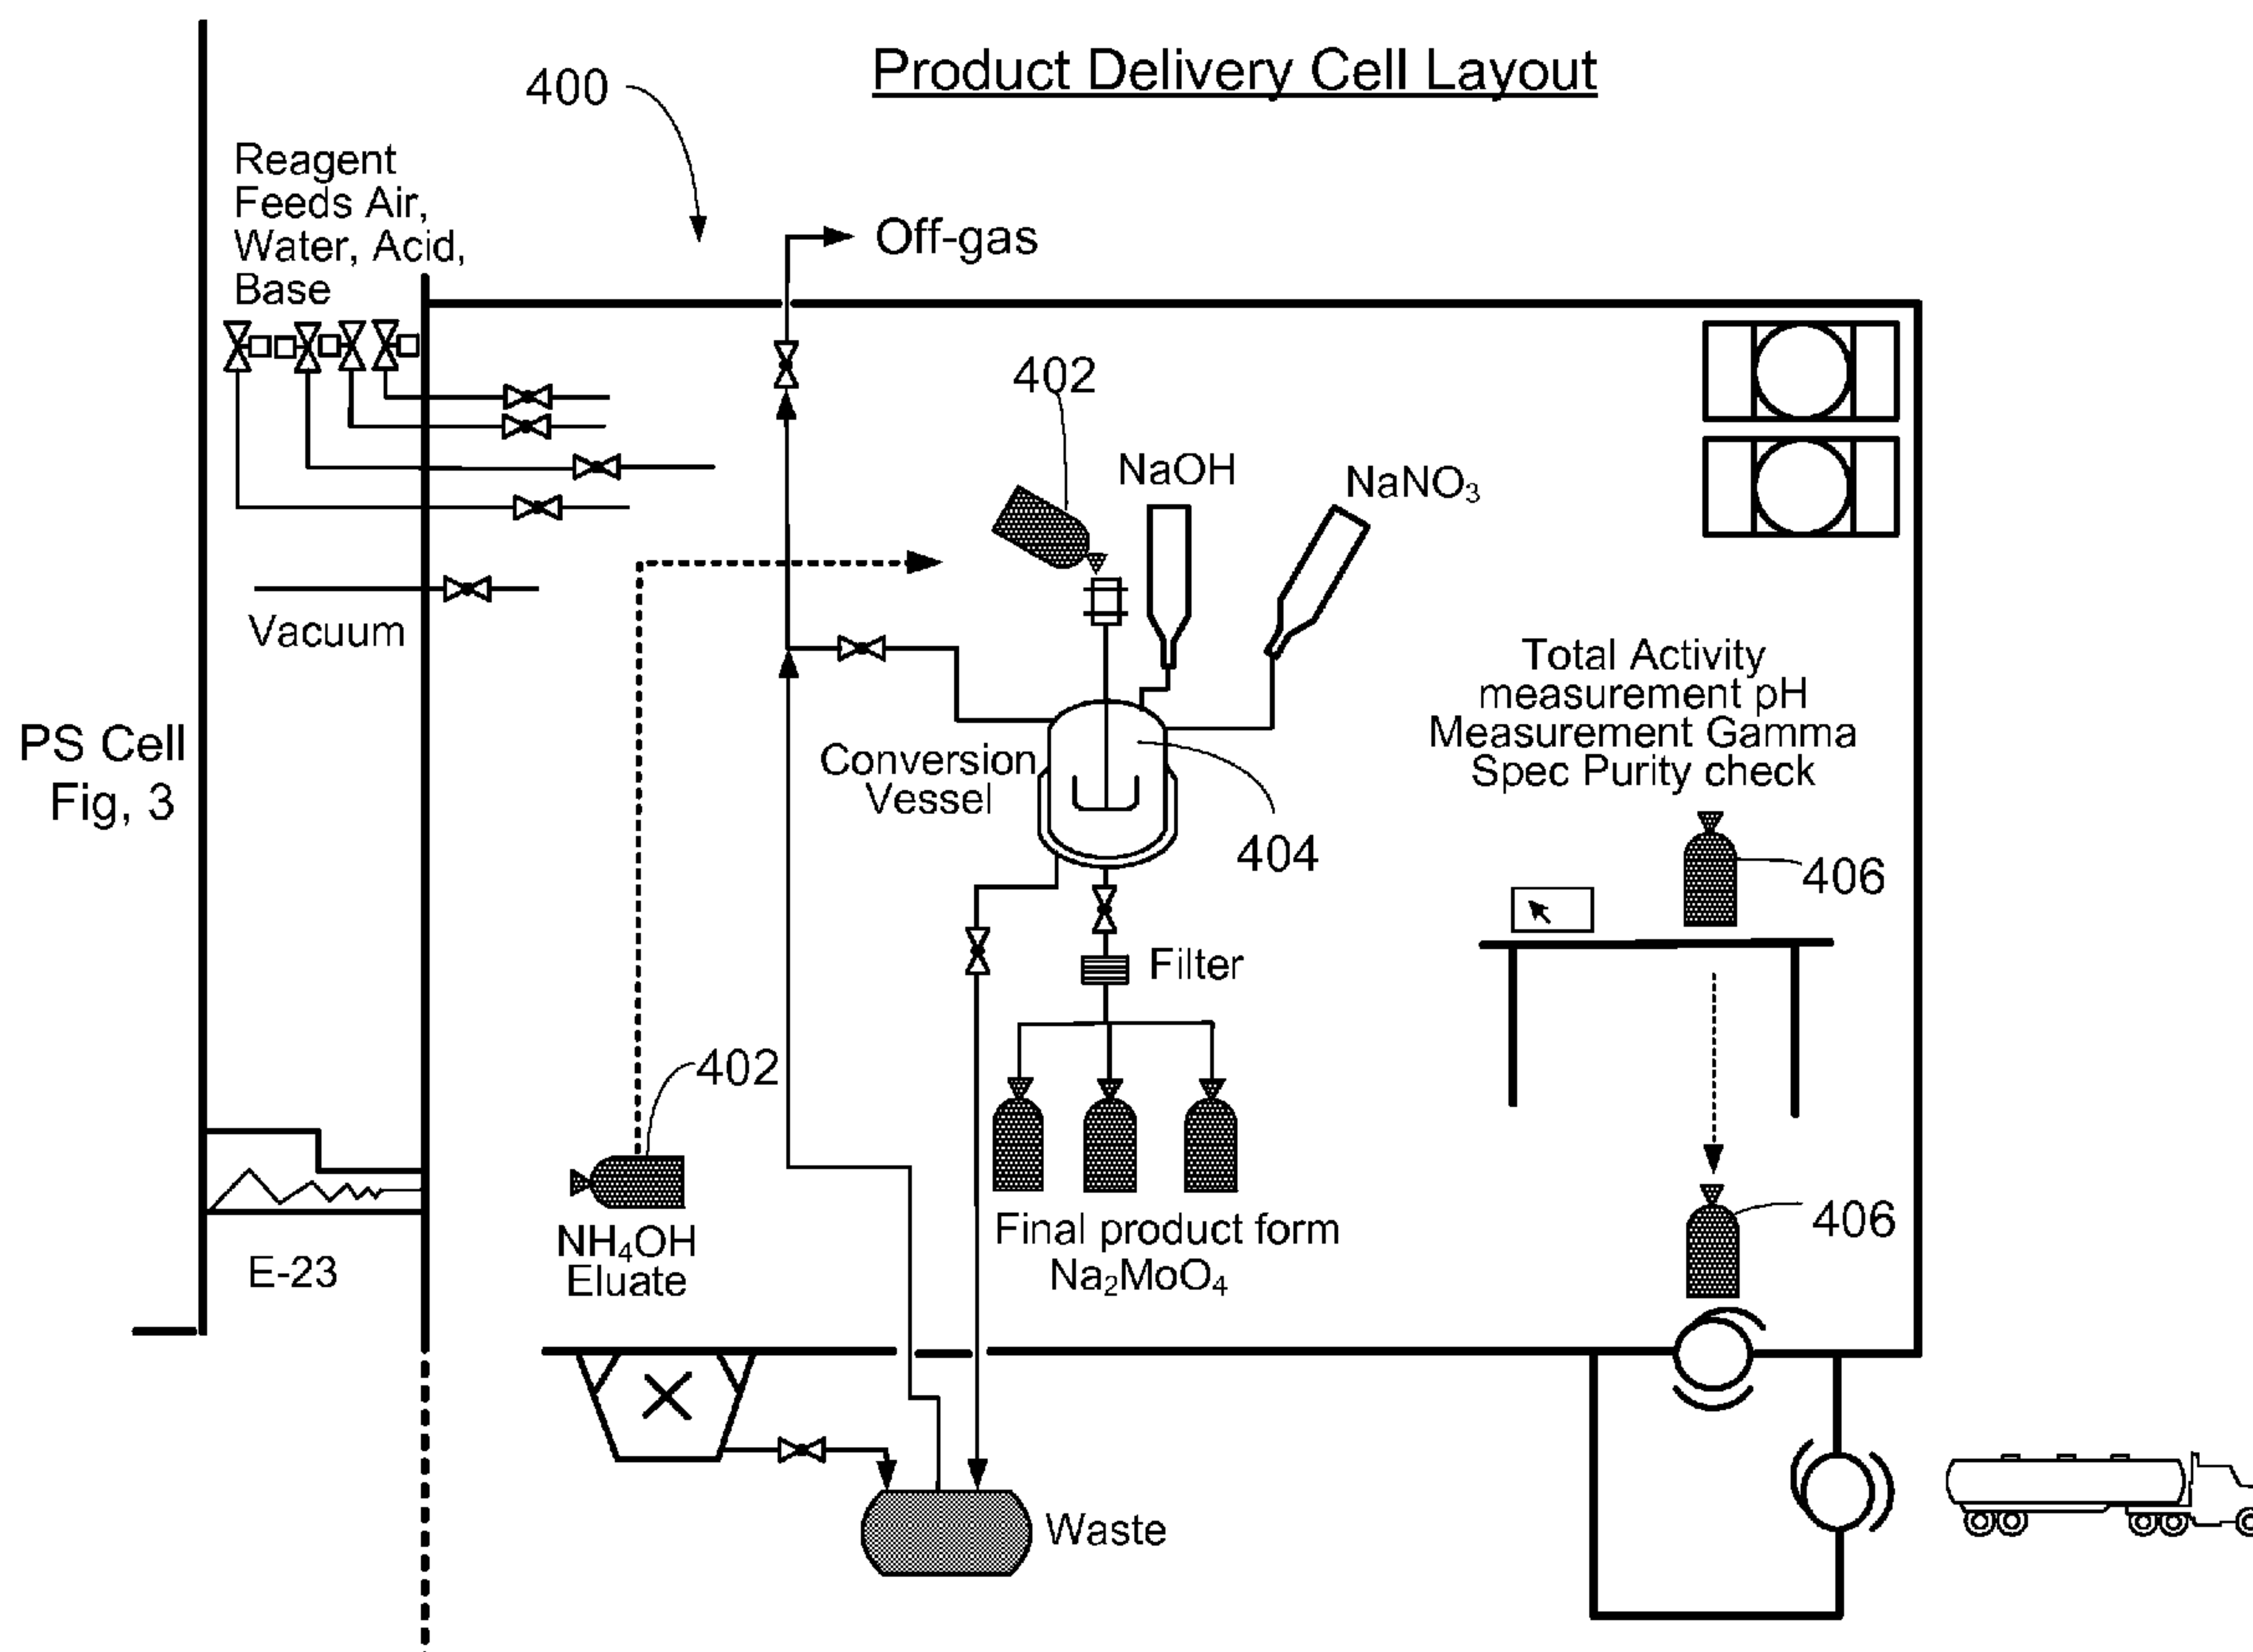 Product Delivery Cell Layout
400
Reagent
Feeds Air,
Water, Acid,
Base
Off-gas
402
NaOH
NaNO₃
Vacuum
Total Activity
measurement pH
Measurement Gamma
Spec Purity check
PS Cell
Fig, 3
Conversion
Vessel
404
406
Filter
402
NH₄OH
Eluate
Final product form
Na₂MoO₄
406
E-23
Waste